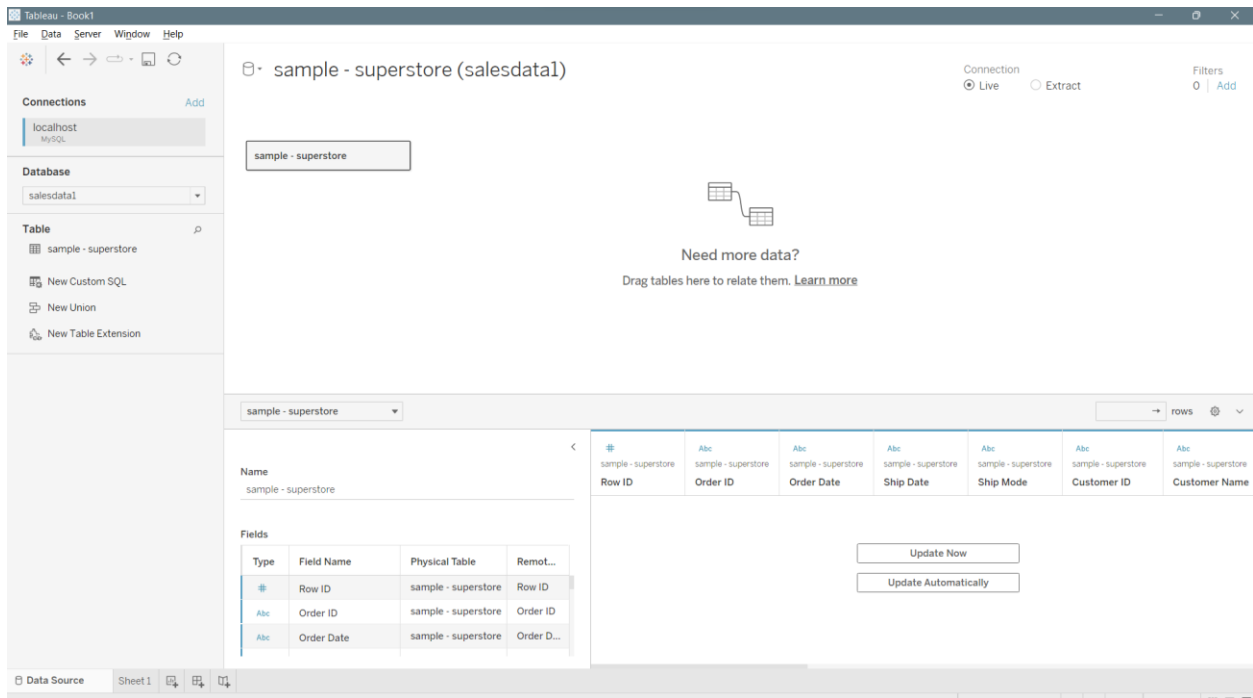 Tableau - Book1
File Data Server Window Help
Connections Add
localhost
MySQL
Database
salesdata1
Table
sample - superstore
New Custom SQL
New Union
New Table Extension
sample - superstore (salesdata1)
Connection
Live Extract
Filters
0 Add
sample - superstore
Need more data?
Drag tables here to relate them. Learn more
sample - superstore
rows
Name
sample - superstore
Fields
Type Field Name Physical Table Remot...
# Row ID sample - superstore Row ID
Abc Order ID sample - superstore Order ID
Abc Order Date sample - superstore Order D...
# Abc Abc Abc Abc Abc Abc
sample - superstore sample - superstore sample - superstore sample - superstore sample - superstore sample - superstore sample - superstore
Row ID Order ID Order Date Ship Date Ship Mode Customer ID Customer Name
Update Now
Update Automatically
Data Source Sheet 1